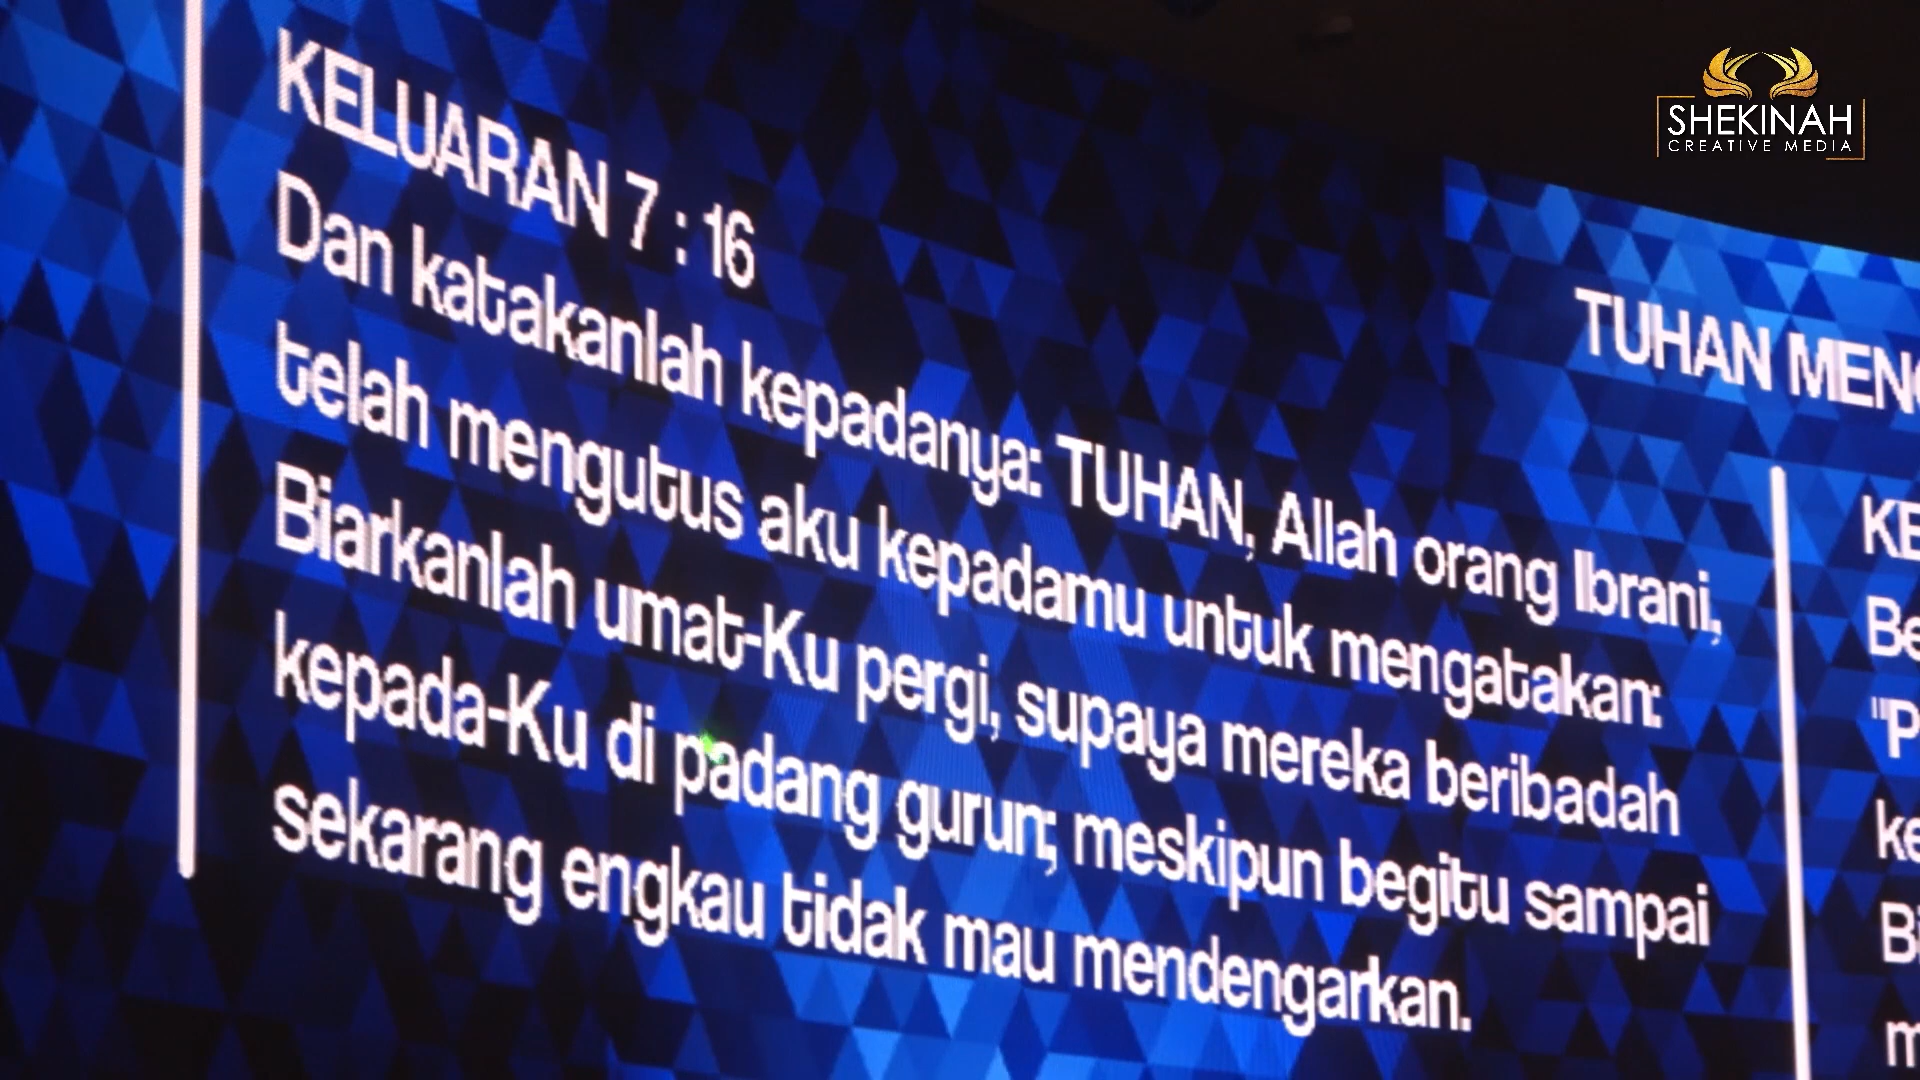 SHEKINAH
CREATIVE MEDIA
KELUARAN 7 : 16
Dan katakanlah kepadanya: TUHAN, Allah orang Ibrani,
telah mengutus aku kepadamu untuk mengatakan:
Biarkanlah umat-Ku pergi, supaya mereka beribadah
kepada-Ku di padang gurun; meskipun begitu sampai
sekarang engkau tidak mau mendengarkan.
TUHAN